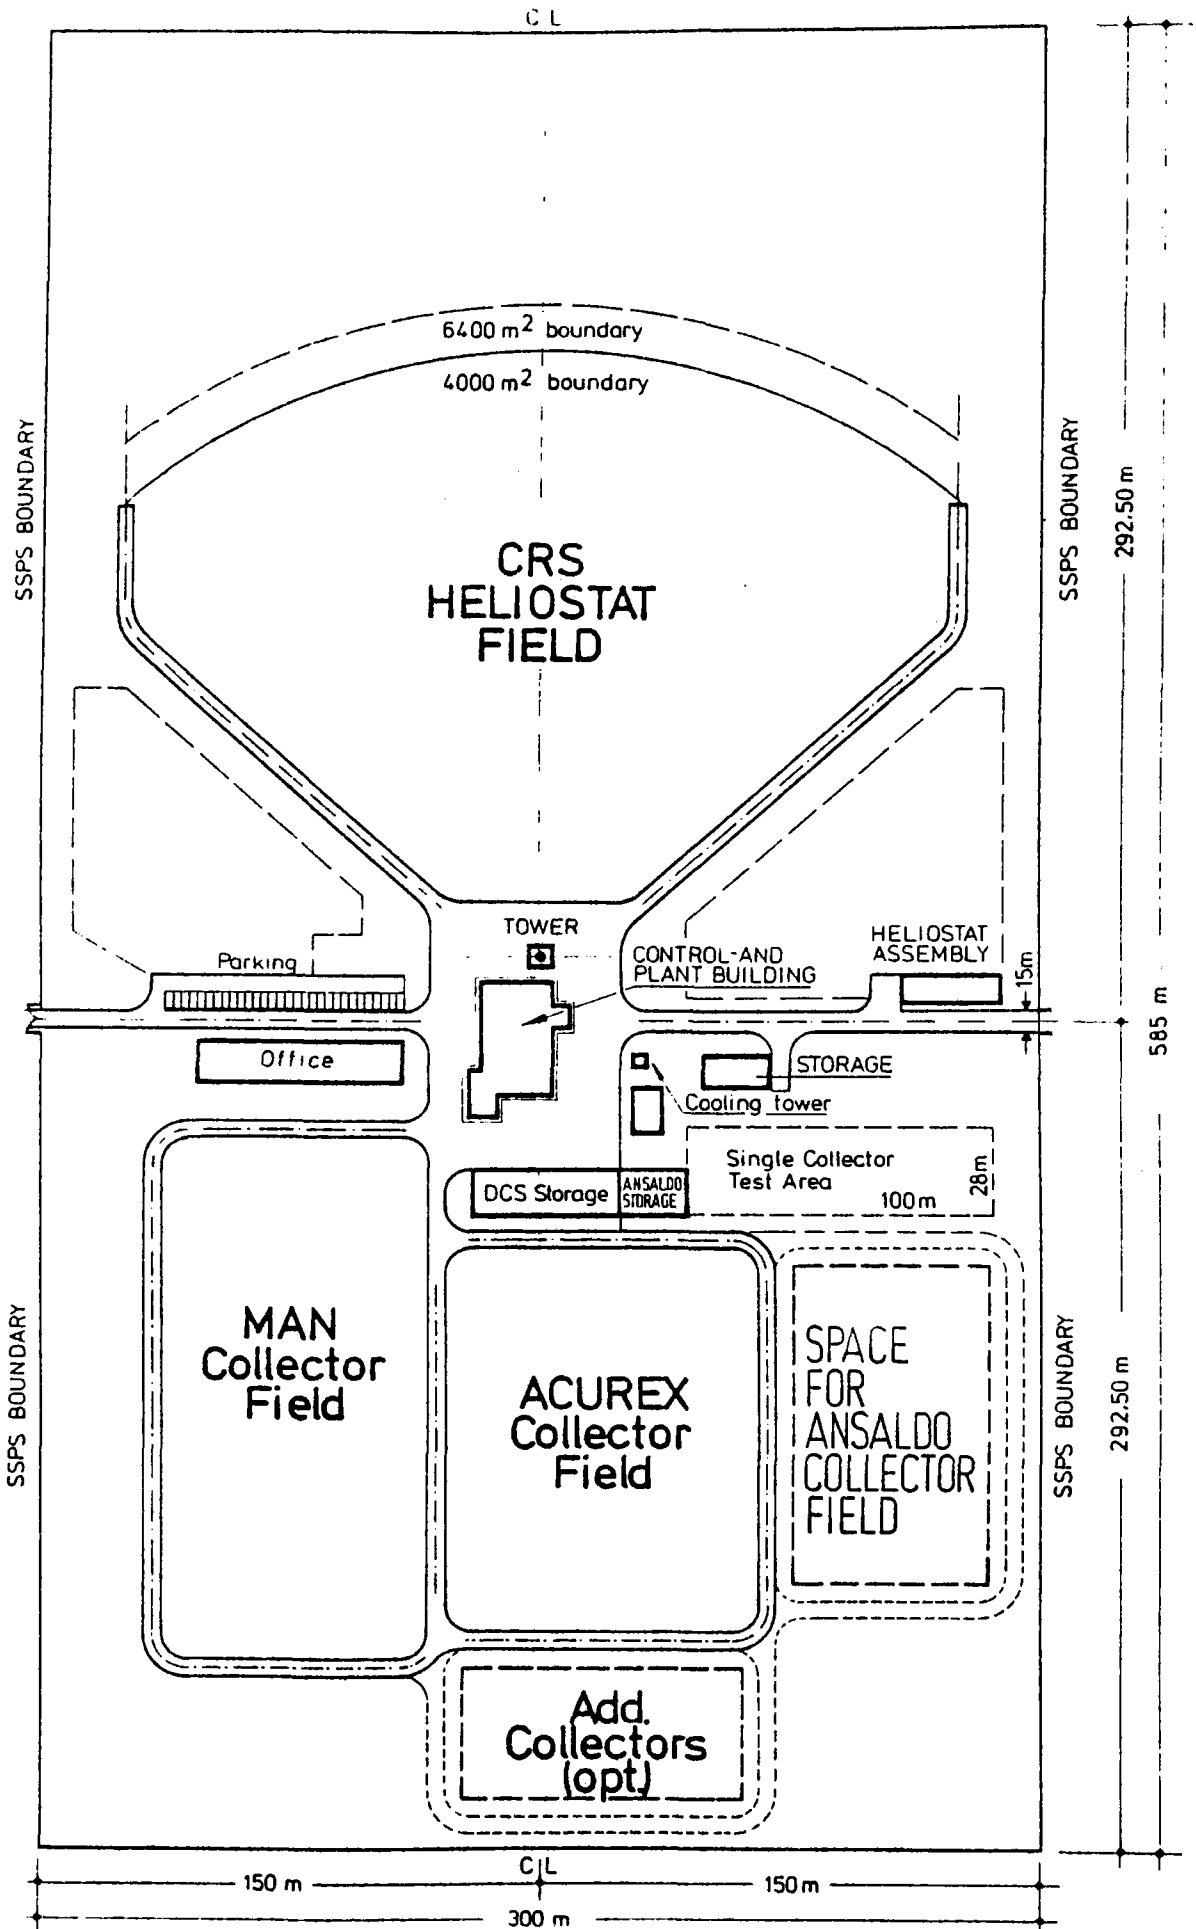 C L
6400 m² boundary
4000 m² boundary
SSPS BOUNDARY
SSPS BOUNDARY
292.50 m
CRS
HELIOSTAT
FIELD
TOWER
CONTROL-AND
PLANT BUILDING
HELIOSTAT
ASSEMBLY
15m
Parking
585 m
Office
STORAGE
Cooling tower
Single Collector
Test Area
28m
100m
DCS Storage
ANSALDO
STORAGE
MAN
Collector
Field
ACUREX
Collector
Field
SPACE
FOR
ANSALDO
COLLECTOR
FIELD
SSPS BOUNDARY
SSPS BOUNDARY
292.50 m
Add.
Collectors
(opt.)
C L
150 m
150 m
300 m